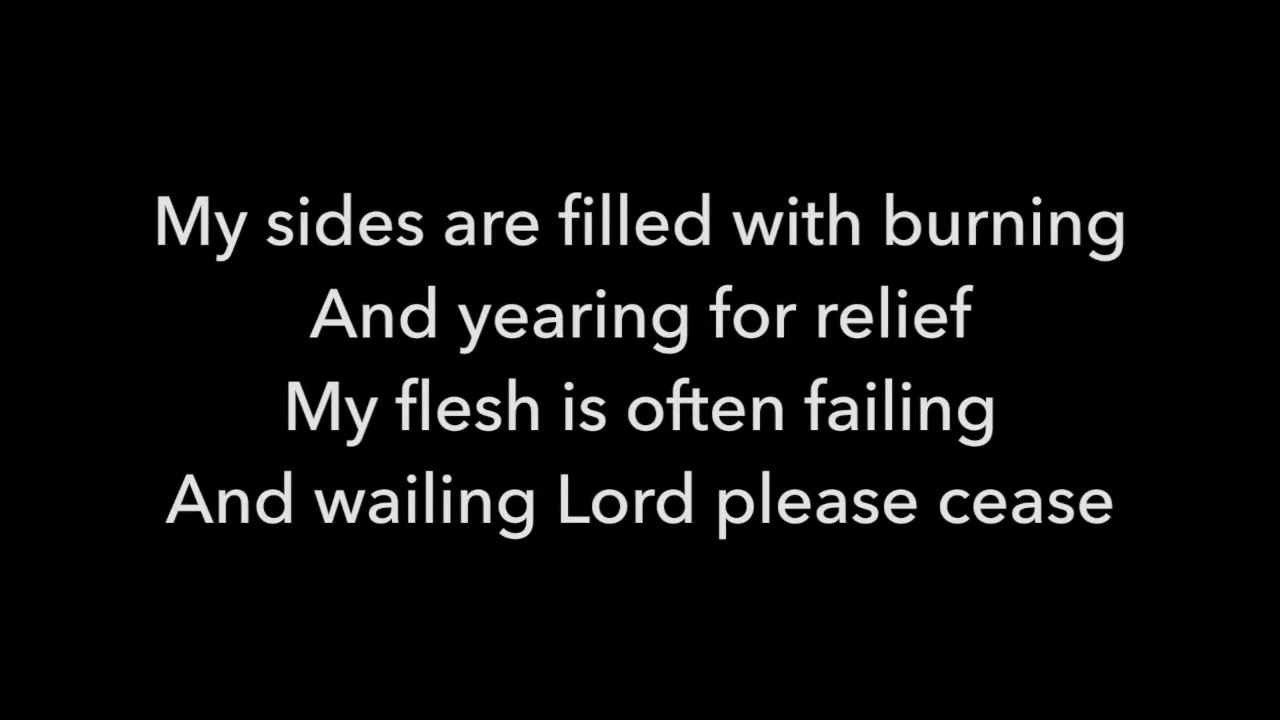 My sides are filled with burning
And yearing for relief
My flesh is often failing
And wailing Lord please cease